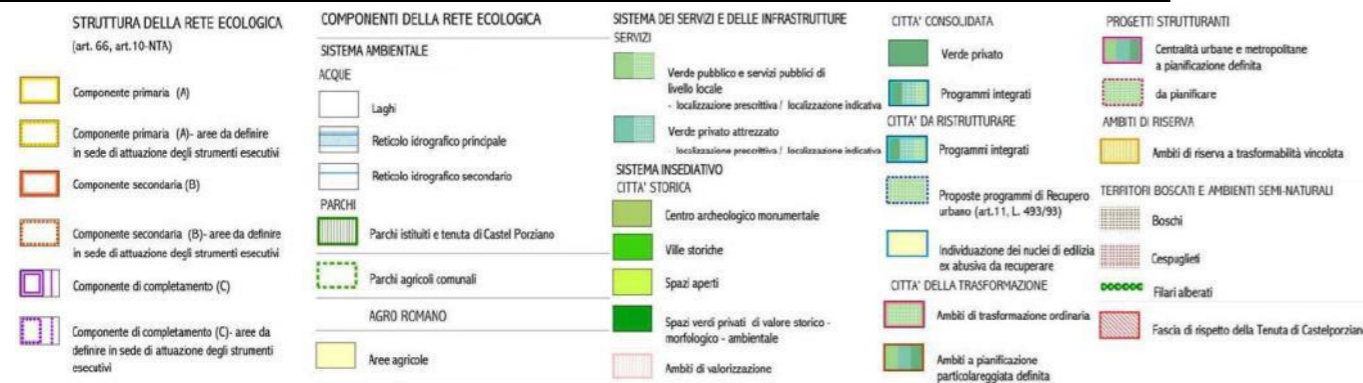 STRUTTURA DELLA RETE ECOLOGICA
(art. 66, art.10-NTA)
Componente primaria (A)
Componente primaria (A)- aree da definire
in sede di attuazione degli strumenti esecutivi
Componente secondaria (B)
Componente secondaria (B)- aree da definire
in sede di attuazione degli strumenti esecutivi
Componente di completamento (C)
Componente di completamento (C)- aree da
definire in sede di attuazione degli strumenti
esecutivi
COMPONENTI DELLA RETE ECOLOGICA
SISTEMA AMBIENTALE
ACQUE
Laghi
Reticolo idrografico principale
Reticolo idrografico secondario
PARCHI
Parchi istituiti e tenuta di Castel Porziano
Parchi agricoli comunali
AGRO ROMANO
Aree agricole
SISTEMA DEI SERVIZI E DELLE INFRASTRUTTURE
SERVIZI
Verde pubblico e servizi pubblici di
livello locale
- localizzazione prescrittiva / localizzazione indicativa
Verde privato attrezzato
- localizzazione prescrittiva / localizzazione indicativa
SISTEMA INSEDIATIVO
CITTA' STORICA
Centro archeologico monumentale
Ville storiche
Spazi aperti
Spazi verdi privati di valore storico -
morfologico - ambientale
Ambiti di valorizzazione
CITTA' CONSOLIDATA
Verde privato
Programmi integrati
CITTA' DA RISTRUTTURARE
Programmi integrati
Proposte programmi di Recupero
urbano (art.11, L. 493/93)
Individuazione dei nuclei di edilizia
ex abusiva da recuperare
CITTA' DELLA TRASFORMAZIONE
Ambiti di trasformazione ordinaria
Ambiti a pianificazione
particolareggiata definita
PROGETTI STRUTTURANTI
Centralità urbane e metropolitane
a pianificazione definita
da pianificare
AMBITI DI RISERVA
Ambiti di riserva a trasformabilità vincolata
TERRITORI BOSCATI E AMBIENTI SEMI-NATURALI
Boschi
Cespuglieti
Filari alberati
Fascia di rispetto della Tenuta di Castelporziano